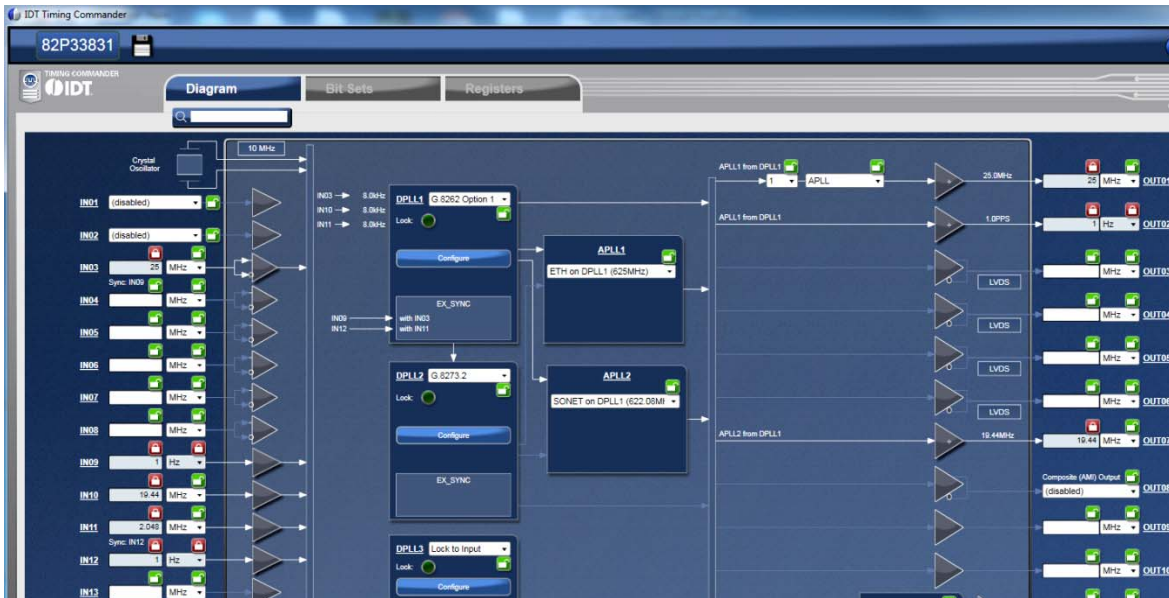 IDT Timing Commander
82P33831
TIMING COMMANDER
IDT
Diagram
Bit Sets
Registers
Crystal
Oscillator
10 MHz
IN01 (disabled)
IN02 (disabled)
IN03 25 MHz
Sync: IN09
IN04 MHz
IN05 MHz
IN06 MHz
IN07 MHz
IN08 MHz
IN09 1 Hz
IN10 19.44 MHz
IN11 2.048 MHz
Sync: IN12
IN12 1 Hz
IN13 MHz
IN03 8.0kHz
IN10 8.0kHz
IN11 8.0kHz
DPLL1 G.8262 Option 1
Lock:
Configure
EX_SYNC
IN09 with IN03
IN12 with IN11
DPLL2 G.8273.2
Lock:
Configure
EX_SYNC
DPLL3 Lock to Input
Lock:
Configure
APLL1
ETH on DPLL1 (625MHz)
APLL2
SONET on DPLL1 (622.08M
APLL1 from DPLL1
1 APLL
25.0MHz
25 MHz OUT01
APLL1 from DPLL1
1.0PPS
1 Hz OUT02
MHz OUT03
LVDS
MHz OUT04
LVDS
MHz OUT05
LVDS
MHz OUT06
LVDS
APLL2 from DPLL1
19.44MHz
19.44 MHz OUT07
Composite (AMI) Output
(disabled) OUT08
MHz OUT09
MHz OUT10